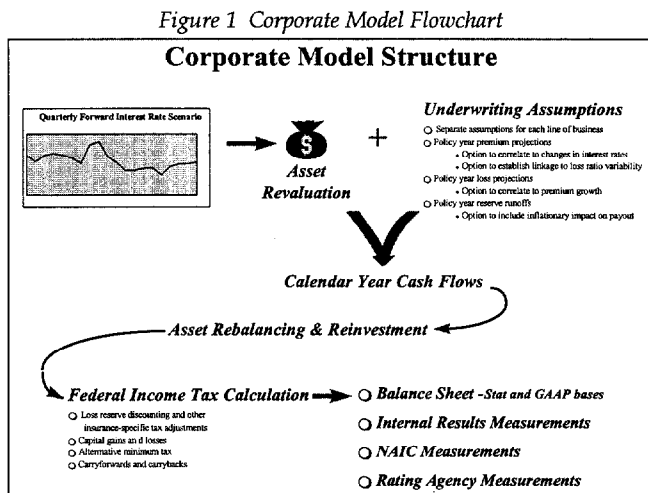 Figure 1 Corporate Model Flowchart
Corporate Model Structure
Quarterly Forward Interest Rate Scenario
$
Asset
Revaluation
+
Underwriting Assumptions
Separate assumptions for each line of business
Policy year premium projections
• Option to correlate to changes in interest rates
• Option to establish linkage to loss ratio variability
Policy year loss projections
• Option to correlate to premium growth
Policy year reserve runoffs
• Option to include inflationary impact on payout
Calendar Year Cash Flows
Asset Rebalancing & Reinvestment
Federal Income Tax Calculation
Loss reserve discounting and other
insurance-specific tax adjustments
Capital gains and losses
Alternative minimum tax
Carryforwards and carrybacks
Balance Sheet -Stat and GAAP bases
Internal Results Measurements
NAIC Measurements
Rating Agency Measurements